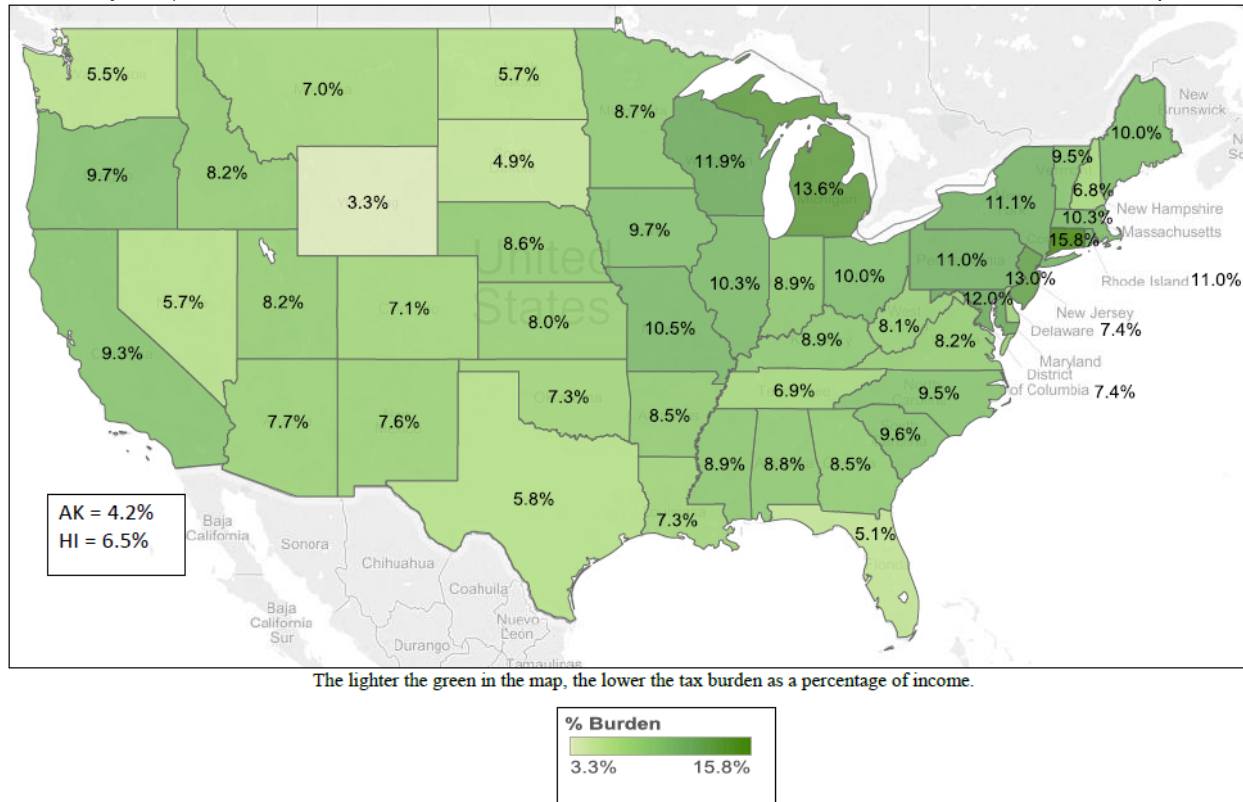 5.5%
7.0%
5.7%
8.7%
New
Brunswick
10.0%
9.5%
9.7%
8.2%
4.9%
11.9%
13.6%
6.8%
3.3%
11.1%
New Hampshire
10.3%
Massachusetts
9.7%
15.8%
8.6%
United
States
11.0%
Rhode Island 11.0%
13.0%
5.7%
8.2%
7.1%
10.3%
8.9%
10.0%
12.0%
New Jersey
8.0%
10.5%
8.1%
Delaware 7.4%
9.3%
8.9%
8.2%
Maryland
District
of Columbia 7.4%
6.9%
9.5%
7.3%
7.7%
7.6%
8.5%
9.6%
8.9%
8.8%
8.5%
5.8%
AK = 4.2%
HI = 6.5%
7.3%
5.1%
Florida
Baja
California
Sonora
Chihuahua
Coahuila
Baja
California
Sur
Nuevo
Leon
Durango
Tamaulipas
The lighter the green in the map, the lower the tax burden as a percentage of income.
% Burden
3.3% 15.8%